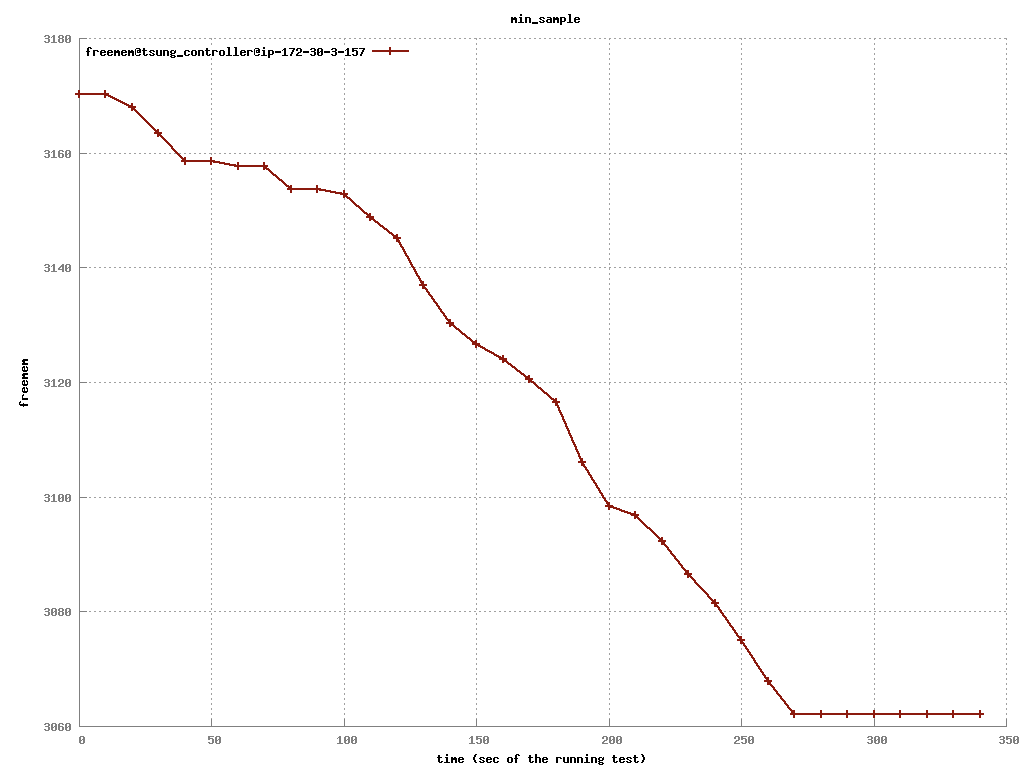 min_sample
3180
freemem@tsung_controller@ip-172-30-3-157
3160
3140
3120
freemem
3100
3080
3060
0 50 100 150 200 250 300 350
time (sec of the running test)